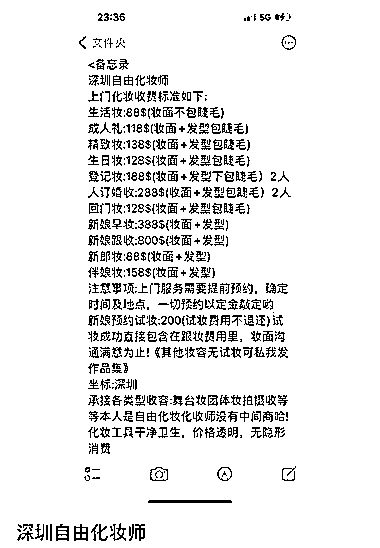 23:36
5G
文件夹
<备忘录
深圳自由化妆师
上门化妆收费标准如下:
生活妆:88$(妆面不包睫毛)
成人礼:118$(妆面+发型包睫毛)
精致妆:138$(妆面+发型包睫毛)
生日妆:128$(妆面+发型包睫毛)
登记妆:188$(妆面+发型下包睫毛) 2人
人订婚收:288$(妆面+发型包睫毛) 2人
回门妆:128$(妆面+发型包睫毛)
新娘早妆:388$(妆面+发型)
新娘跟收:800$(妆面+发型)
新郎妆:88$(妆面+发型)
伴娘妆:158$(妆面+发型)
注意事项:上门服务需要提前预约, 确定
时间及地点, 一切预约以定金敲定哟
新娘预约试妆:200(试妆费用不退还)试
妆成功直接包含在跟妆费用里, 妆面沟
通满意为止!《其他妆容无试妆可私我发
作品集》
坐标:深圳
承接各类型收容:舞台妆团体妆拍摄收等
等本人是自由化妆化收师没有中间商哈!
化妆工具干净卫生, 价格透明, 无隐形
消费
深圳自由化妆师